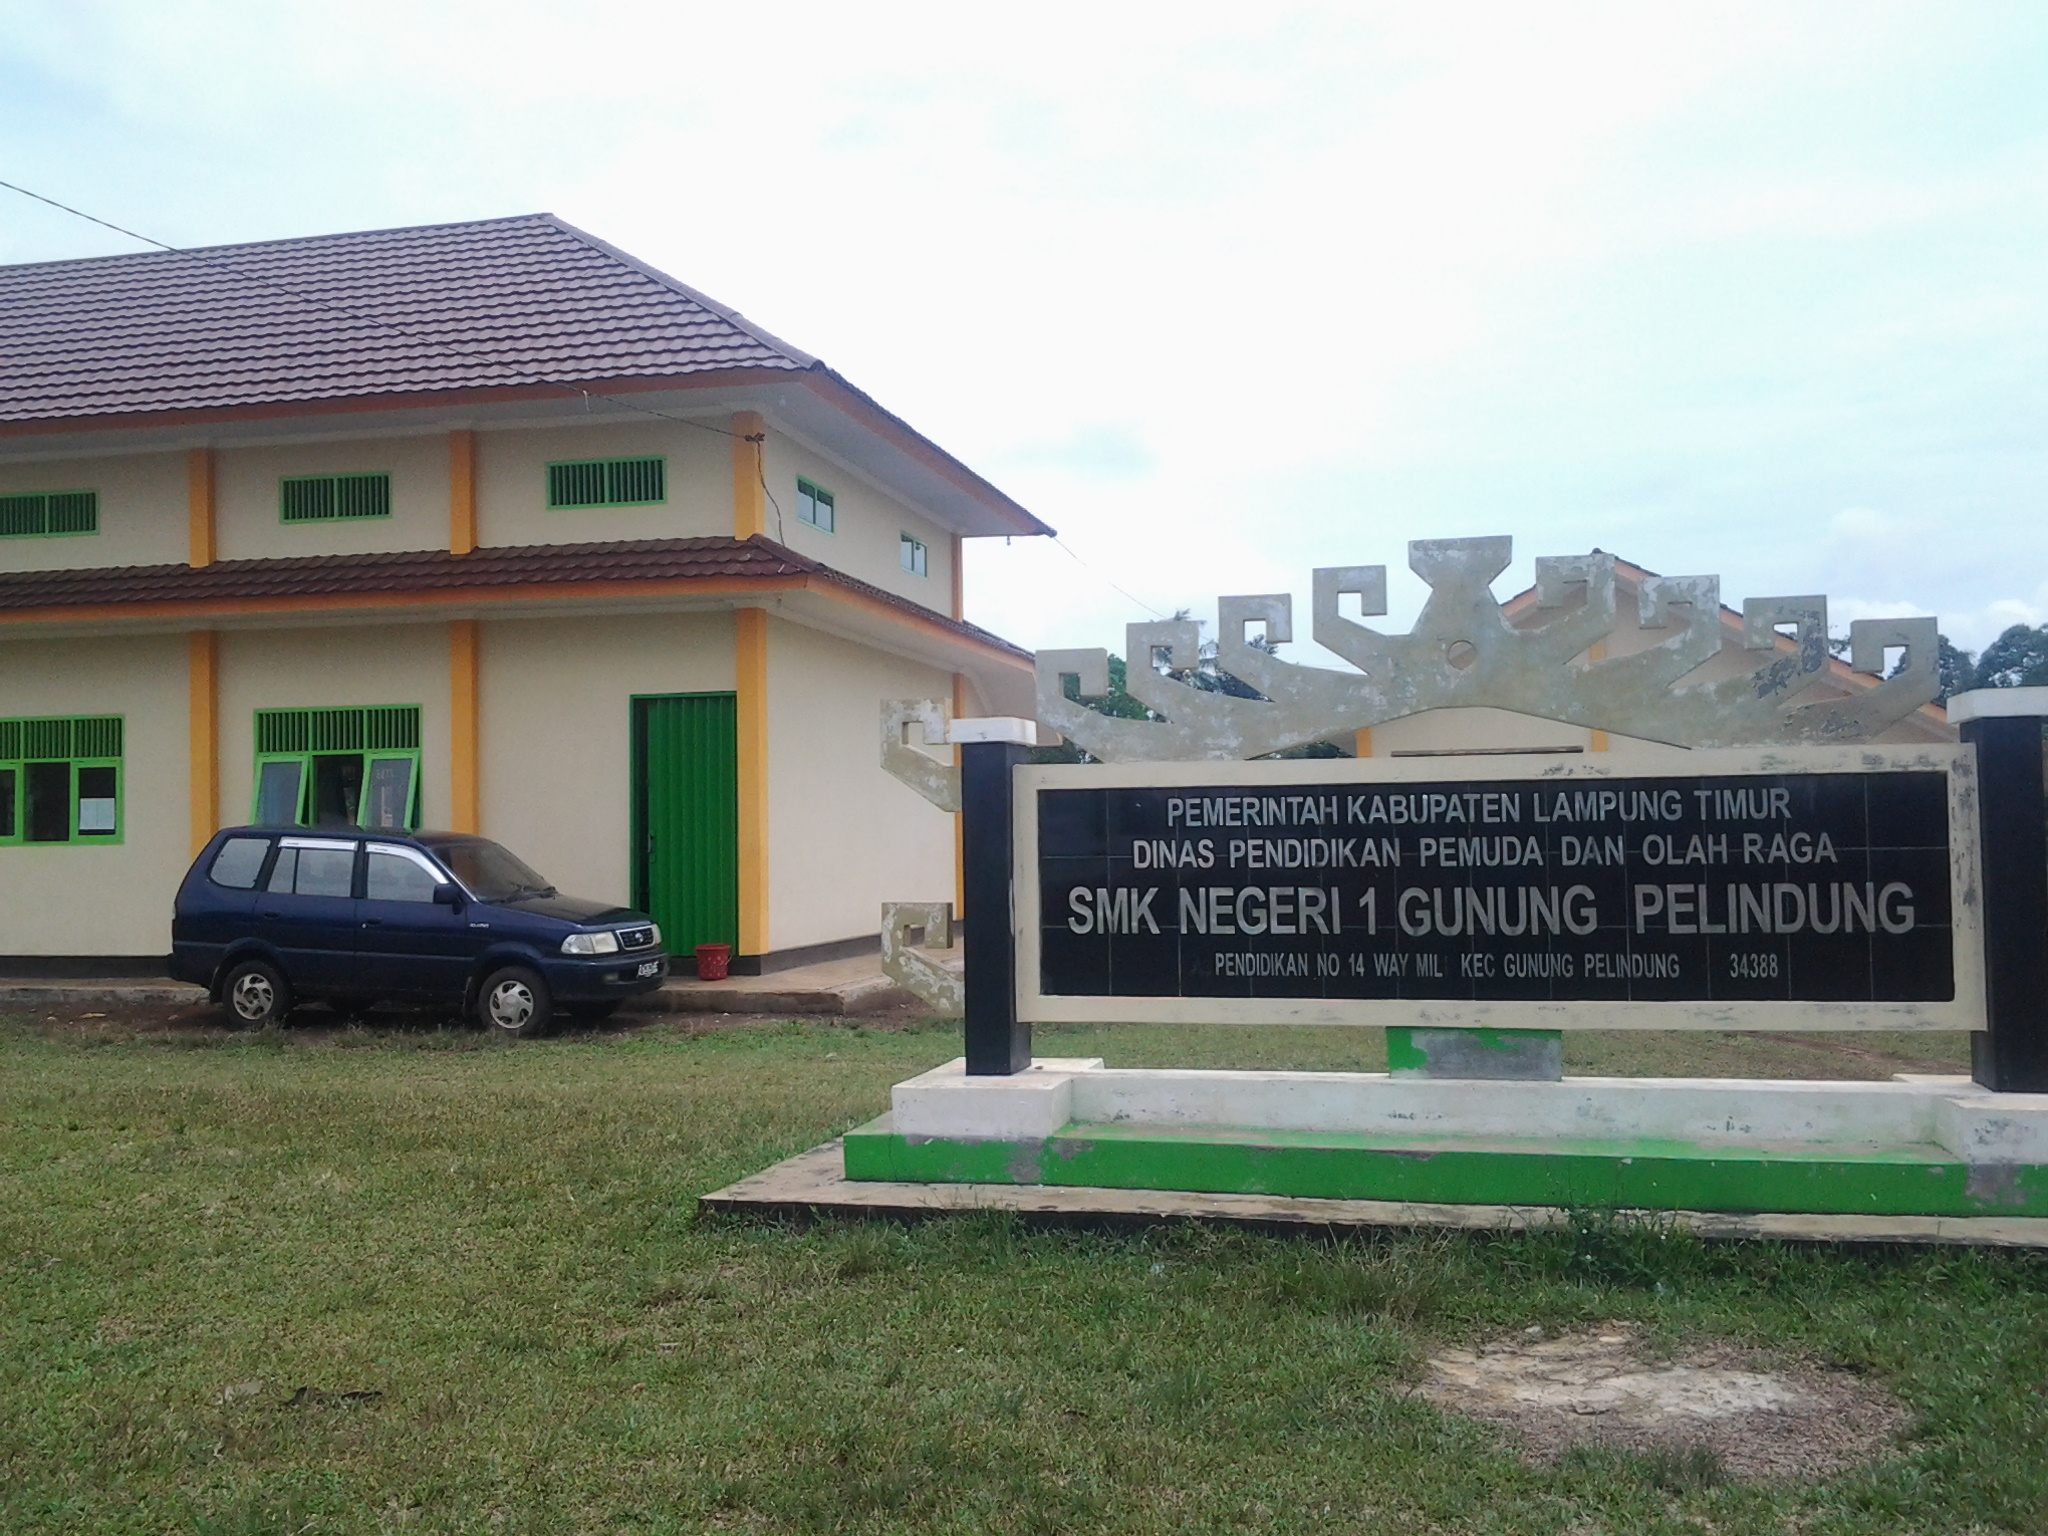 PEMERINTAH KABUPATEN LAMPUNG TIMUR
DINAS PENDIDIKAN PEMUDA DAN OLAH RAGA
SMK NEGERI 1 GUNUNG PELINDUNG
PENDIDIKAN NO 14 WAY MILI KEC GUNUNG PELINDUNG 34388